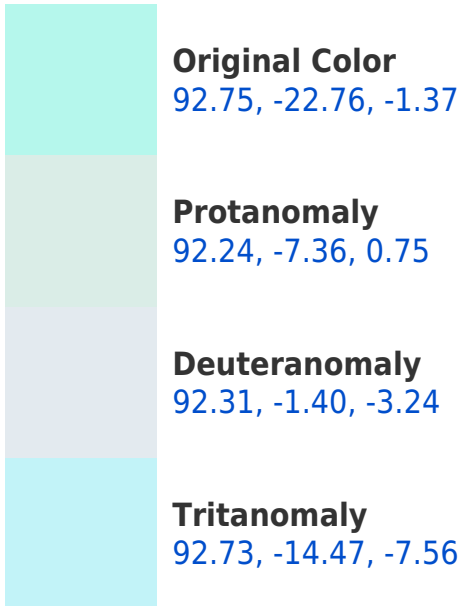 Original Color
92.75, -22.76, -1.37
Protanomaly
92.24, -7.36, 0.75
Deuteranomaly
92.31, -1.40, -3.24
Tritanomaly
92.73, -14.47, -7.56